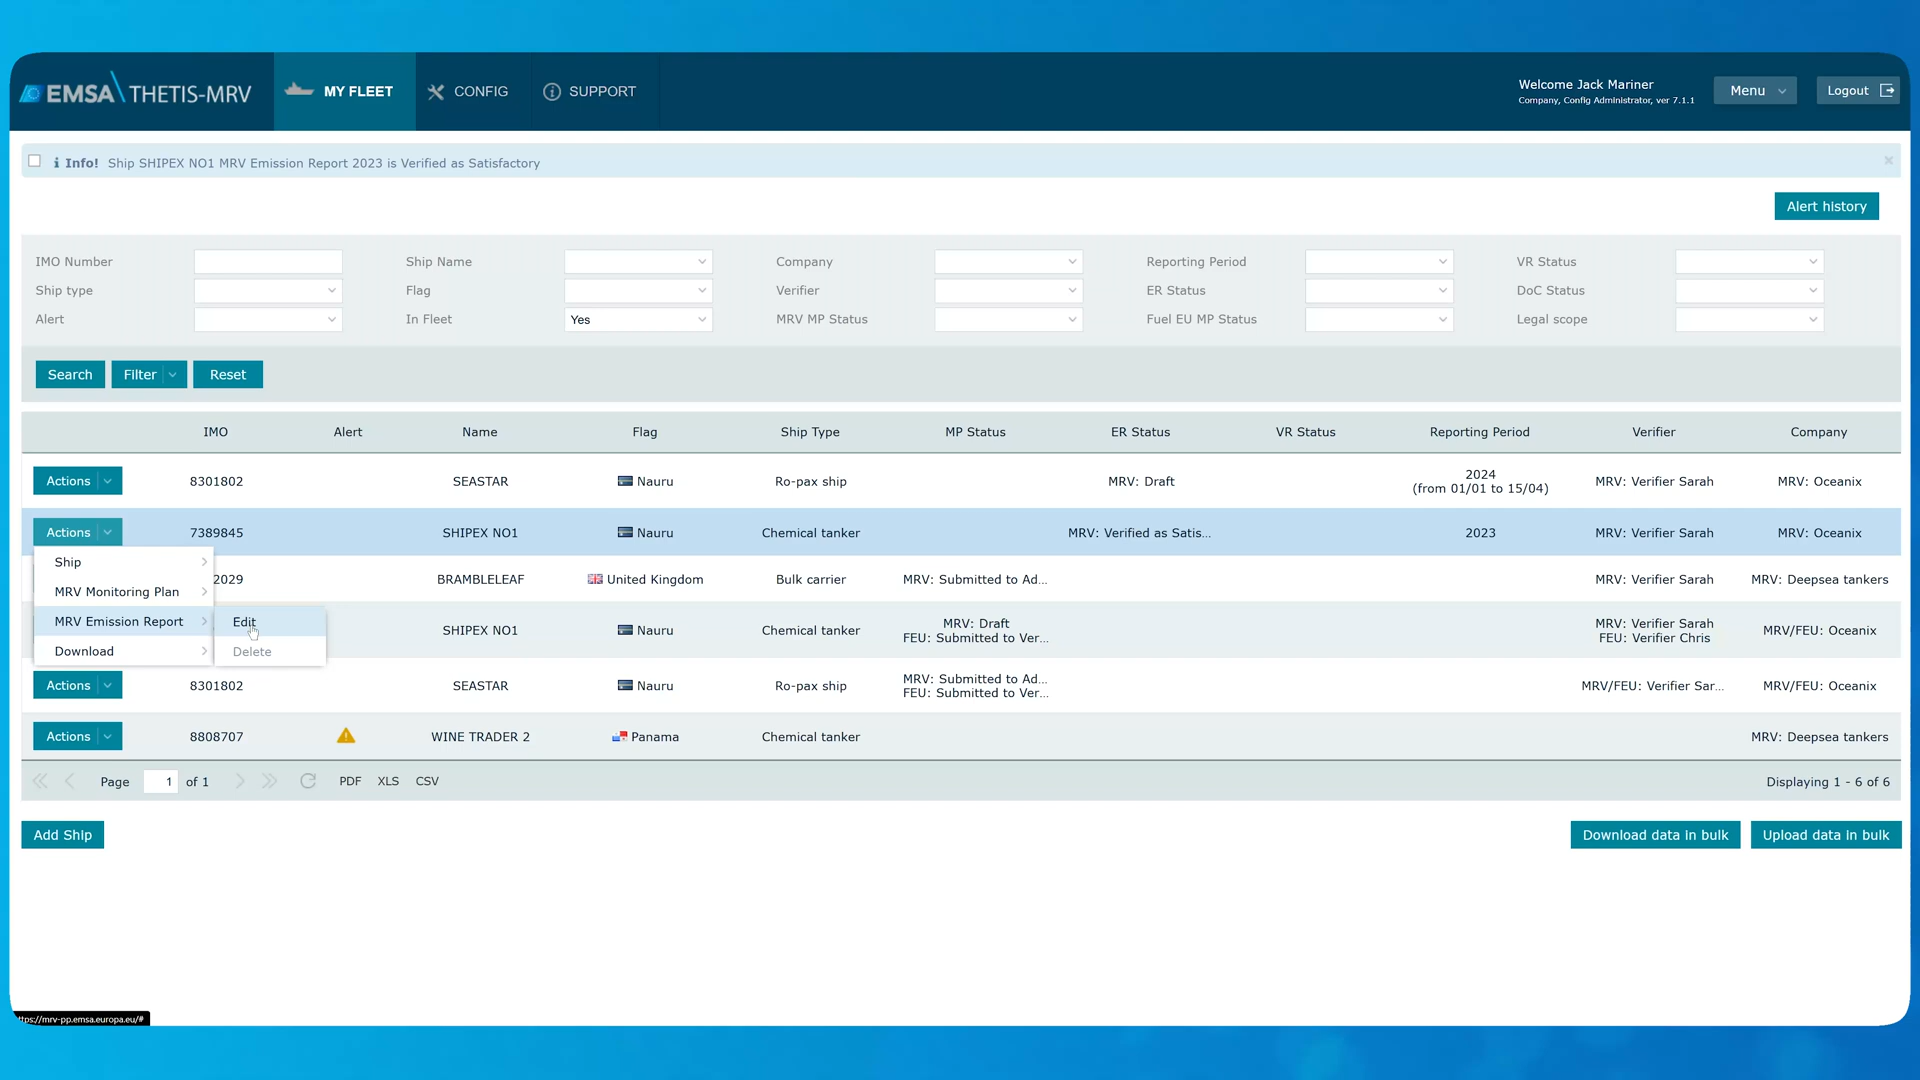 EMSA THETIS-MRV
MY FLEET
CONFIG
SUPPORT
Welcome Jack Mariner
Company, Config Administrator, ver 7.1.1
Menu
Logout
Info! Ship SHIPEX NO1 MRV Emission Report 2023 is Verified as Satisfactory
Alert history
IMO Number Ship Name Company Reporting Period VR Status
Ship type Flag Verifier ER Status DoC Status
Alert In Fleet Yes MRV MP Status Fuel EU MP Status Legal scope
Search Filter Reset
IMO Alert Name Flag Ship Type MP Status ER Status VR Status Reporting Period Verifier Company
Actions 8301802 SEASTAR Nauru Ro-pax ship MRV: Draft 2024 MRV: Verifier Sarah MRV: Oceanix
(from 01/01 to 15/04)
Actions 7389845 SHIPEX NO1 Nauru Chemical tanker MRV: Verified as Satis... 2023 MRV: Verifier Sarah MRV: Oceanix
Ship
MRV Monitoring Plan
MRV Emission Report
Download
Edit
Delete
2029 BRAMBLELEAF United Kingdom Bulk carrier MRV: Submitted to Ad... MRV: Verifier Sarah MRV: Deepsea tankers
SHIPEX NO1 Nauru Chemical tanker MRV: Draft MRV: Verifier Sarah MRV/FEU: Oceanix
FEU: Submitted to Ver... FEU: Verifier Chris
Actions 8301802 SEASTAR Nauru Ro-pax ship MRV: Submitted to Ad... MRV/FEU: Verifier Sar... MRV/FEU: Oceanix
FEU: Submitted to Ver...
Actions 8808707 WINE TRADER 2 Panama Chemical tanker MRV: Deepsea tankers
Page 1 of 1 PDF XLS CSV Displaying 1 - 6 of 6
Add Ship Download data in bulk Upload data in bulk
ttps://mrv-pp.emsa.europa.eu/#